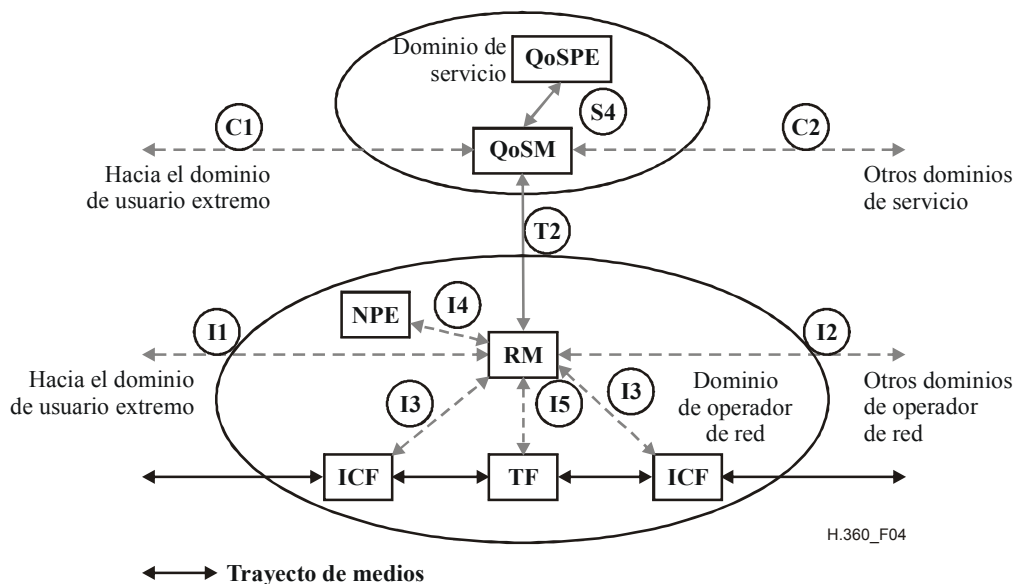 Dominio de
servicio
QoSPE
S4
C1
QoSM
C2
Hacia el dominio
de usuario extremo
Otros dominios
de servicio
T2
NPE
I4
I1
RM
I2
Hacia el dominio
de usuario extremo
I3
I5
I3
Dominio
de operador
de red
Otros dominios
de operador
de red
ICF
TF
ICF
H.360_F04
Trayecto de medios